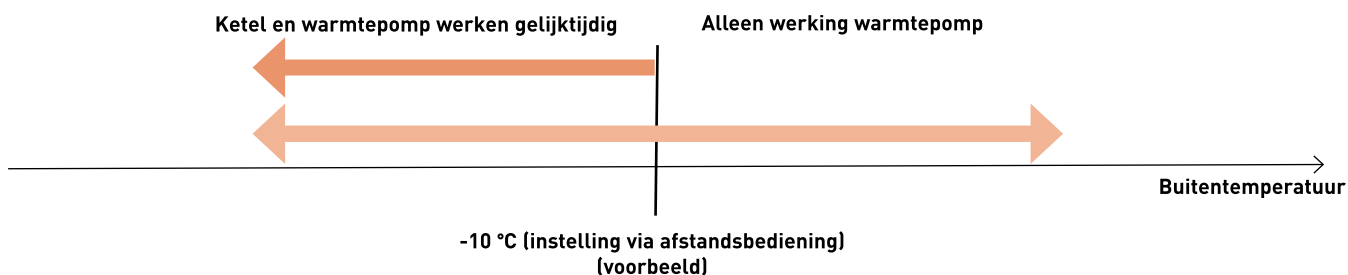 Ketel en warmtepomp werken gelijktijdig
Alleen werking warmtepomp
Buitentemperatuur
-10 °C (instelling via afstandsbediening)
(voorbeeld)